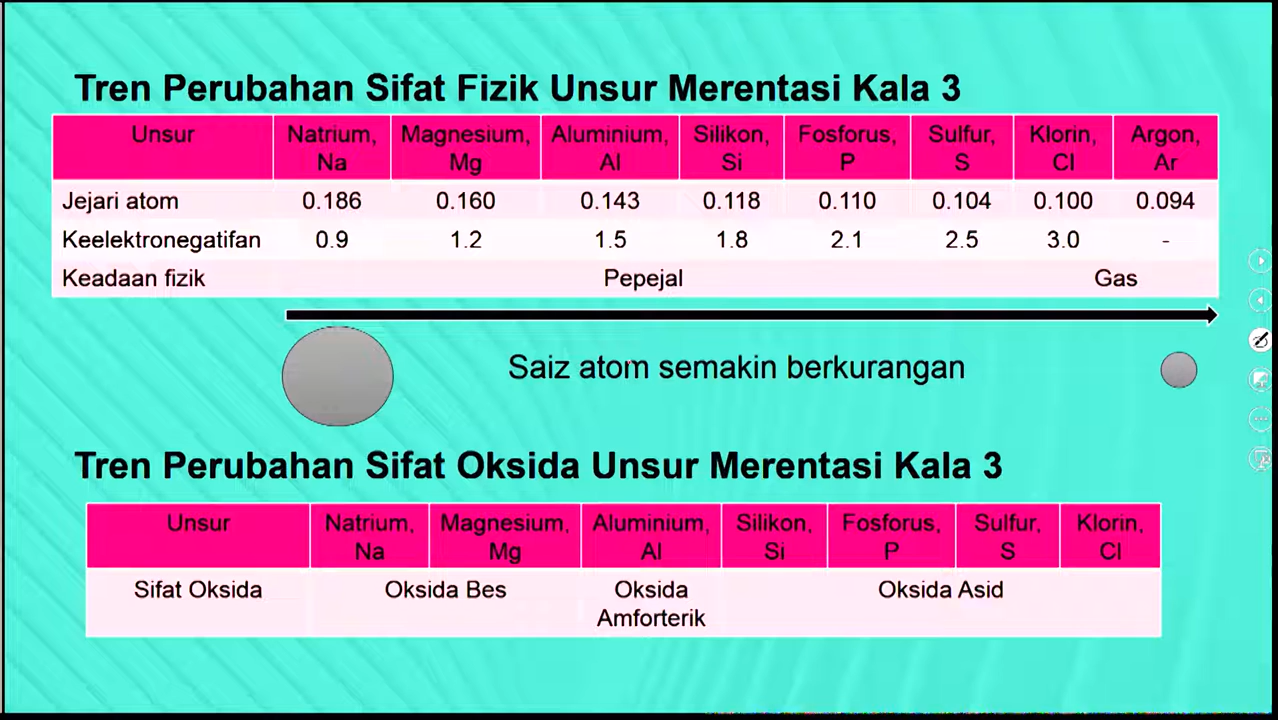 Tren Perubahan Sifat Fizik Unsur Merentasi Kala 3
Unsur Natrium, Na Magnesium, Mg Aluminium, Al Silikon, Si Fosforus, P Sulfur, S Klorin, Cl Argon, Ar
Jejari atom 0.186 0.160 0.143 0.118 0.110 0.104 0.100 0.094
Keelektronegatifan 0.9 1.2 1.5 1.8 2.1 2.5 3.0 -
Keadaan fizik Pepejal Gas
Saiz atom semakin berkurangan
Tren Perubahan Sifat Oksida Unsur Merentasi Kala 3
Unsur Natrium, Na Magnesium, Mg Aluminium, Al Silikon, Si Fosforus, P Sulfur, S Klorin, Cl
Sifat Oksida Oksida Bes Oksida Amforterik Oksida Asid